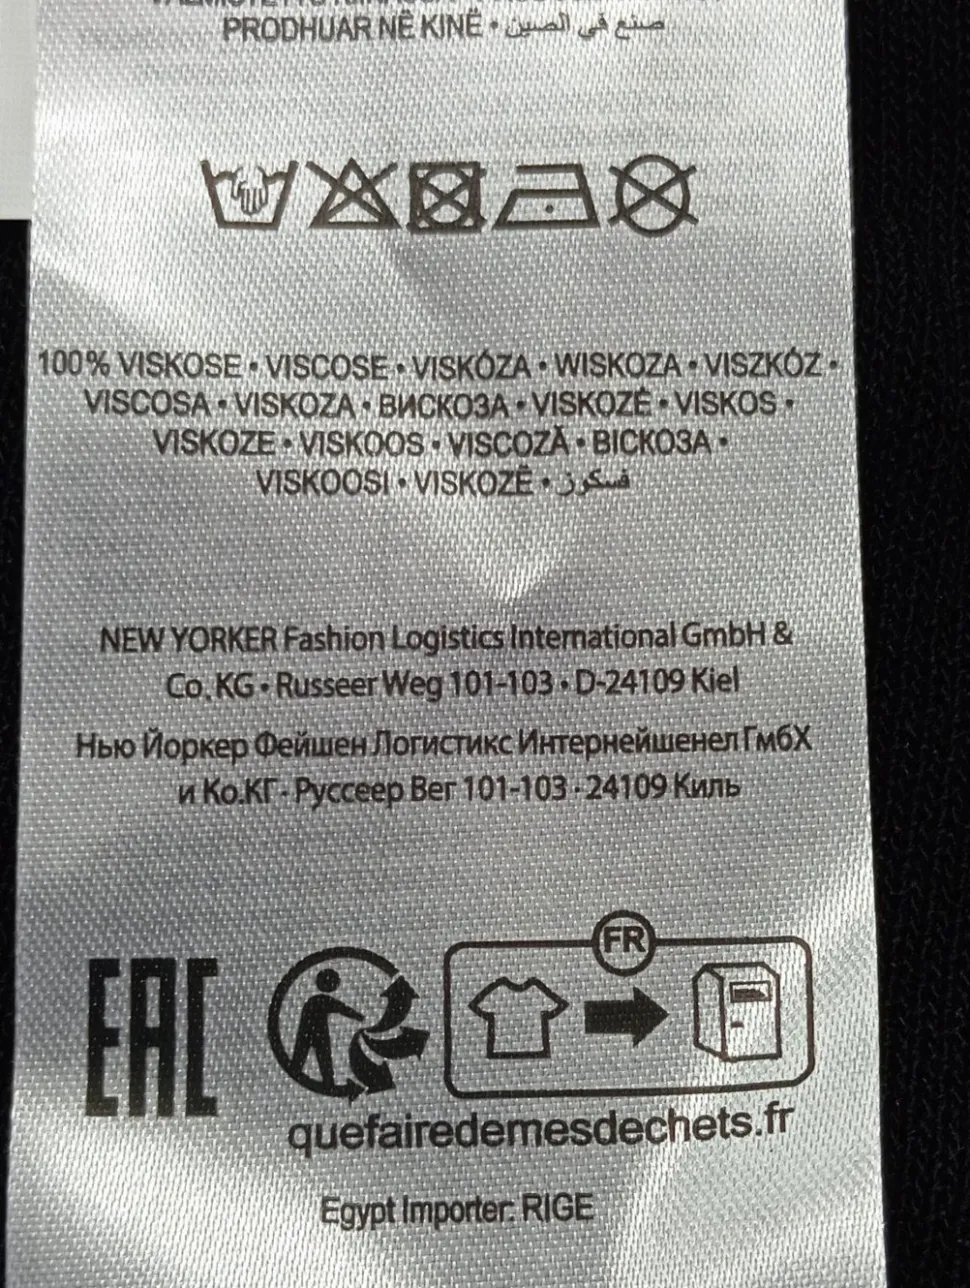 PRODHUAR NË KINË • صنع في الصين
100% VISKOSE • VISCOSE • VISKÓZA • WISKOZA • VISZKÓZ •
VISCOSA • VISKOZA • ВИСКОЗА • VISKOZĖ • VISKOS •
VISKOZE • VISKOOS • VISCOZĂ • ВІСКОЗА •
VISKOOSI • VISKOZË • فسكوز
NEW YORKER Fashion Logistics International GmbH &
Co. KG • Russeer Weg 101-103 • D-24109 Kiel
Нью Йоркер Фейшен Логистикс Интернейшенел ГмбХ
и Ко.КГ • Руссеер Вег 101-103 • 24109 Киль
FR
EAC
quefairedemesdechets.fr
Egypt Importer: RIGE